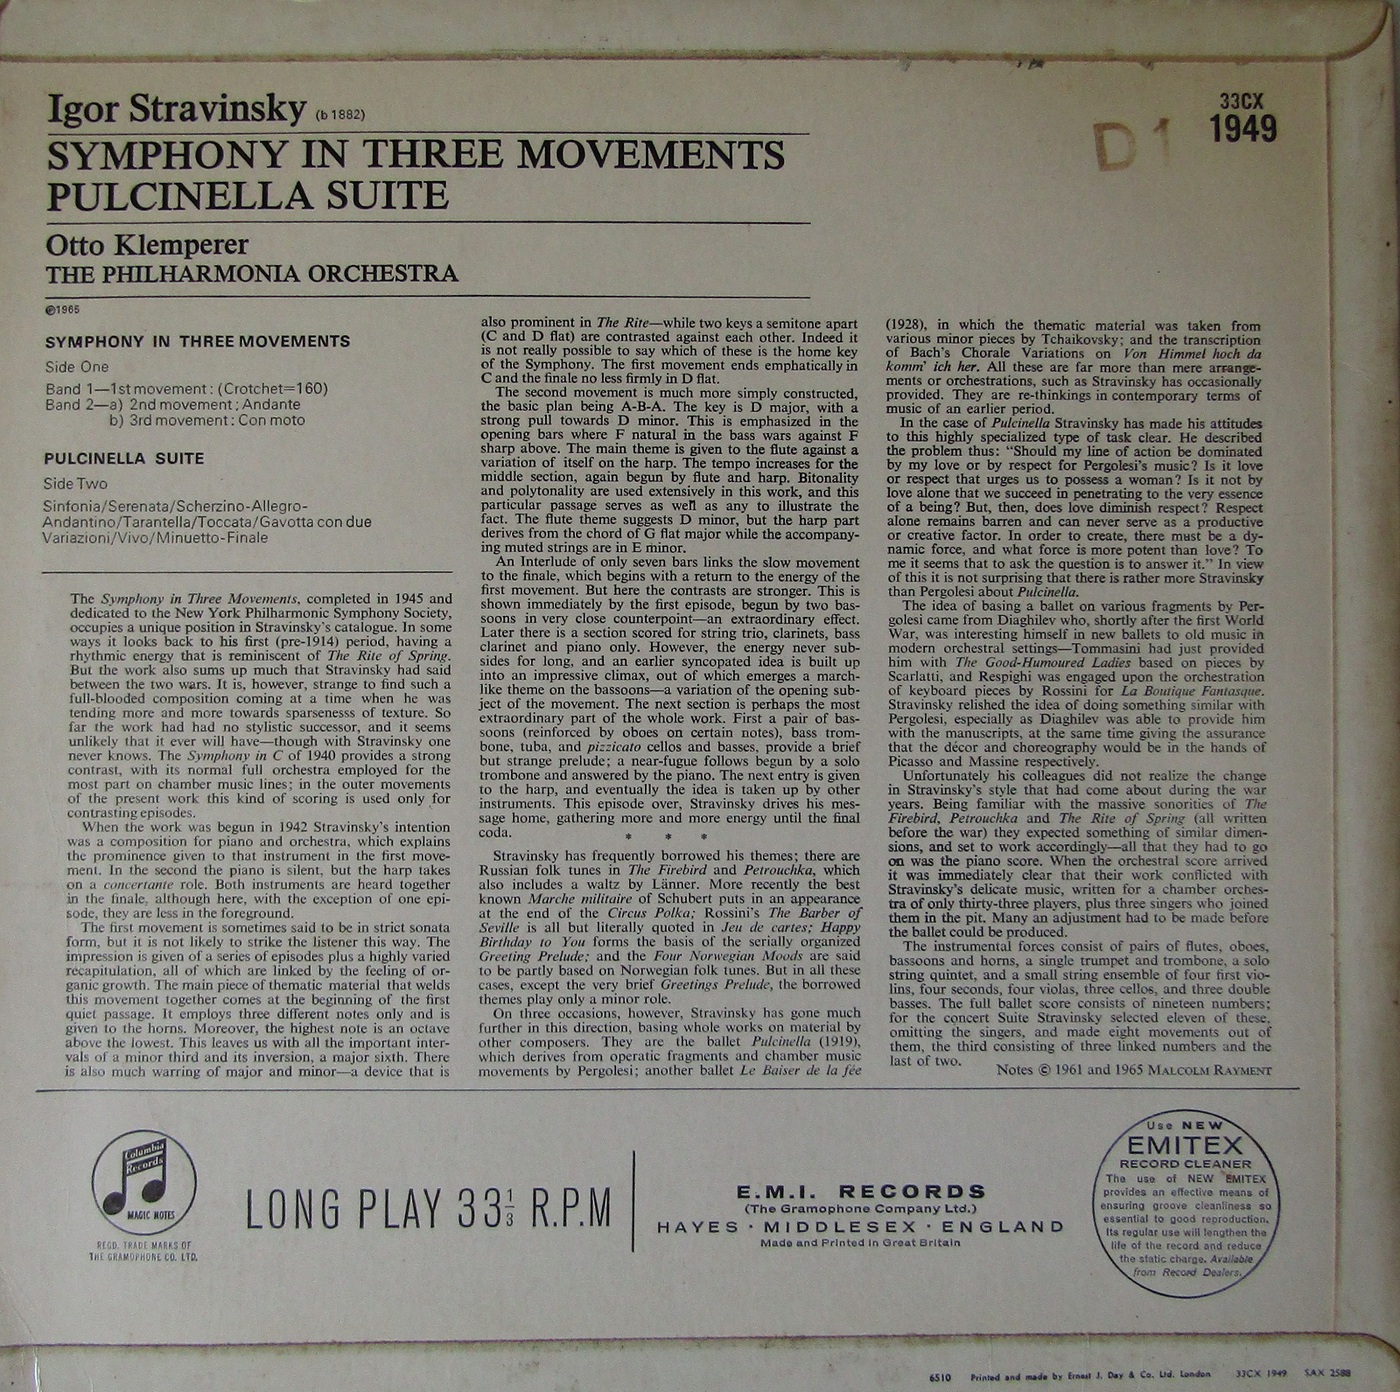 Igor Stravinsky (b 1882)
SYMPHONY IN THREE MOVEMENTS
PULCINELLA SUITE
Otto Klemperer
THE PHILHARMONIA ORCHESTRA
℗1965
33CX
1949
D1
SYMPHONY IN THREE MOVEMENTS
Side One
Band 1—1st movement: (Crotchet=160)
Band 2—a) 2nd movement; Andante
b) 3rd movement: Con moto
PULCINELLA SUITE
Side Two
Sinfonia/Serenata/Scherzino-Allegro-
Andantino/Tarantella/Toccata/Gavotta con due
Variazioni/Vivo/Minuetto-Finale
The Symphony in Three Movements, completed in 1945 and
dedicated to the New York Philharmonic Symphony Society,
occupies a unique position in Stravinsky's catalogue. In some
ways it looks back to his first (pre-1914) period, having a
rhythmic energy that is reminiscent of The Rite of Spring.
But the work also sums up much that Stravinsky had said
between the two wars. It is, however, strange to find such a
full-blooded composition coming at a time when he was
tending more and more towards sparsenesss of texture. So
far the work had had no stylistic successor, and it seems
unlikely that it ever will have—though with Stravinsky one
never knows. The Symphony in C of 1940 provides a strong
contrast, with its normal full orchestra employed for the
most part on chamber music lines; in the outer movements
of the present work this kind of scoring is used only for
contrasting episodes.
When the work was begun in 1942 Stravinsky's intention
was a composition for piano and orchestra, which explains
the prominence given to that instrument in the first move-
ment. In the second the piano is silent, but the harp takes
on a concertante role. Both instruments are heard together
in the finale, although here, with the exception of one epi-
sode, they are less in the foreground.
The first movement is sometimes said to be in strict sonata
form, but it is not likely to strike the listener this way. The
impression is given of a series of episodes plus a highly varied
recapitulation, all of which are linked by the feeling of or-
ganic growth. The main piece of thematic material that welds
this movement together comes at the beginning of the first
quiet passage. It employs three different notes only and is
given to the horns. Moreover, the highest note is an octave
above the lowest. This leaves us with all the important inter-
vals of a minor third and its inversion, a major sixth. There
is also much warring of major and minor—a device that is
also prominent in The Rite—while two keys a semitone apart
(C and D flat) are contrasted against each other. Indeed it
is not really possible to say which of these is the home key
of the Symphony. The first movement ends emphatically in
C and the finale no less firmly in D flat.
The second movement is much more simply constructed,
the basic plan being A-B-A. The key is D major, with a
strong pull towards D minor. This is emphasized in the
opening bars where F natural in the bass wars against F
sharp above. The main theme is given to the flute against a
variation of itself on the harp. The tempo increases for the
middle section, again begun by flute and harp. Bitonality
and polytonality are used extensively in this work, and this
particular passage serves as well as any to illustrate the
fact. The flute theme suggests D minor, but the harp part
derives from the chord of G flat major while the accompany-
ing muted strings are in E minor.
An Interlude of only seven bars links the slow movement
to the finale, which begins with a return to the energy of the
first movement. But here the contrasts are stronger. This is
shown immediately by the first episode, begun by two bas-
soons in very close counterpoint—an extraordinary effect.
Later there is a section scored for string trio, clarinets, bass
clarinet and piano only. However, the energy never sub-
sides for long, and an earlier syncopated idea is built up
into an impressive climax, out of which emerges a march-
like theme on the bassoons—a variation of the opening sub-
ject of the movement. The next section is perhaps the most
extraordinary part of the whole work. First a pair of bas-
soons (reinforced by oboes on certain notes), bass trom-
bone, tuba, and pizzicato cellos and basses, provide a brief
but strange prelude; a near-fugue follows begun by a solo
trombone and answered by the piano. The next entry is given
to the harp, and eventually the idea is taken up by other
instruments. This episode over, Stravinsky drives his mes-
sage home, gathering more and more energy until the final
coda.
* * *
Stravinsky has frequently borrowed his themes; there are
Russian folk tunes in The Firebird and Petrouchka, which
also includes a waltz by Länner. More recently the best
known Marche militaire of Schubert puts in an appearance
at the end of the Circus Polka; Rossini's The Barber of
Seville is all but literally quoted in Jeu de cartes; Happy
Birthday to You forms the basis of the serially organized
Greeting Prelude; and the Four Norwegian Moods are said
to be partly based on Norwegian folk tunes. But in all these
cases, except the very brief Greetings Prelude, the borrowed
themes play only a minor role.
On three occasions, however, Stravinsky has gone much
further in this direction, basing whole works on material by
other composers. They are the ballet Pulcinella (1919),
which derives from operatic fragments and chamber music
movements by Pergolesi; another ballet Le Baiser de la fée
(1928), in which the thematic material was taken from
various minor pieces by Tchaikovsky; and the transcription
of Bach's Chorale Variations on Von Himmel hoch da
komm' ich her. All these are far more than mere arrange-
ments or orchestrations, such as Stravinsky has occasionally
provided. They are re-thinkings in contemporary terms of
music of an earlier period.
In the case of Pulcinella Stravinsky has made his attitudes
to this highly specialized type of task clear. He described
the problem thus: "Should my line of action be dominated
by my love or by respect for Pergolesi's music? Is it love
or respect that urges us to possess a woman? Is it not by
love alone that we succeed in penetrating to the very essence
of a being? But, then, does love diminish respect? Respect
alone remains barren and can never serve as a productive
or creative factor. In order to create, there must be a dy-
namic force, and what force is more potent than love? To
me it seems that to ask the question is to answer it." In view
of this it is not surprising that there is rather more Stravinsky
than Pergolesi about Pulcinella.
The idea of basing a ballet on various fragments by Per-
golesi came from Diaghilev who, shortly after the first World
War, was interesting himself in new ballets to old music in
modern orchestral settings—Tommasini had just provided
him with The Good-Humoured Ladies based on pieces by
Scarlatti, and Respighi was engaged upon the orchestration
of keyboard pieces by Rossini for La Boutique Fantasque.
Stravinsky relished the idea of doing something similar with
Pergolesi, especially as Diaghilev was able to provide him
with the manuscripts, at the same time giving the assurance
that the décor and choreography would be in the hands of
Picasso and Massine respectively.
Unfortunately his colleagues did not realize the change
in Stravinsky's style that had come about during the war
years. Being familiar with the massive sonorities of The
Firebird, Petrouchka and The Rite of Spring (all written
before the war) they expected something of similar dimen-
sions, and set to work accordingly—all that they had to go
on was the piano score. When the orchestral score arrived
it was immediately clear that their work conflicted with
Stravinsky's delicate music, written for a chamber orches-
tra of only thirty-three players, plus three singers who joined
them in the pit. Many an adjustment had to be made before
the ballet could be produced.
The instrumental forces consist of pairs of flutes, oboes,
bassoons and horns, a single trumpet and trombone, a solo
string quintet, and a small string ensemble of four first vio-
lins, four seconds, four violas, three cellos, and three double
basses. The full ballet score consists of nineteen numbers;
for the concert Suite Stravinsky selected eleven of these,
omitting the singers, and made eight movements out of
them, the third consisting of three linked numbers and the
last of two.
Notes © 1961 and 1965 MALCOLM RAYMENT
Columbia
Records
MAGIC NOTES
REGD. TRADE MARKS OF
THE GRAMOPHONE CO. LTD.
LONG PLAY 33⅓ R.P.M
E.M.I. RECORDS
(The Gramophone Company Ltd.)
HAYES · MIDDLESEX · ENGLAND
Made and Printed in Great Britain
Use NEW
EMITEX
RECORD CLEANER
The use of NEW EMITEX
provides an effective means of
ensuring groove cleanliness so
essential to good reproduction.
Its regular use will lengthen the
life of the record and reduce
the static charge. Available
from Record Dealers.
6510 Printed and made by Ernest J. Day & Co. Ltd. London 33CX 1949 SAX 2588